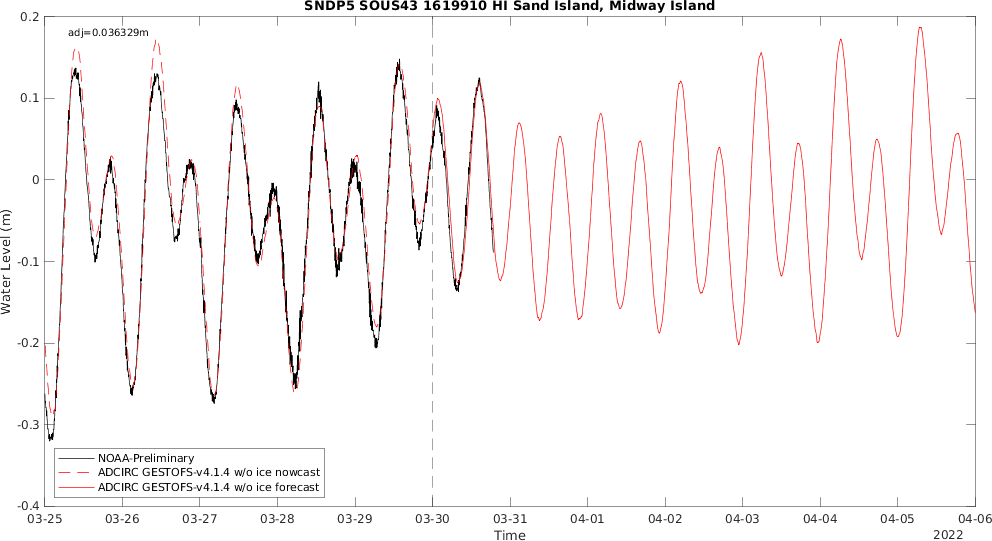 SNDP5 SOUS43 1619910 HI Sand Island, Midway Island
adj=0.036329m
0.2
0.1
0
-0.1
-0.2
-0.3
-0.4
Water Level (m)
NOAA-Preliminary
ADCIRC GESTOFS-v4.1.4 w/o ice nowcast
ADCIRC GESTOFS-v4.1.4 w/o ice forecast
03-25 03-26 03-27 03-28 03-29 03-30 03-31 04-01 04-02 04-03 04-04 04-05 04-06
Time
2022